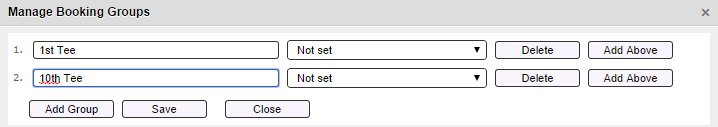 Manage Booking Groups ×
1. 1st Tee Not set ▼ Delete Add Above
2. 10th Tee Not set ▼ Delete Add Above
Add Group Save Close